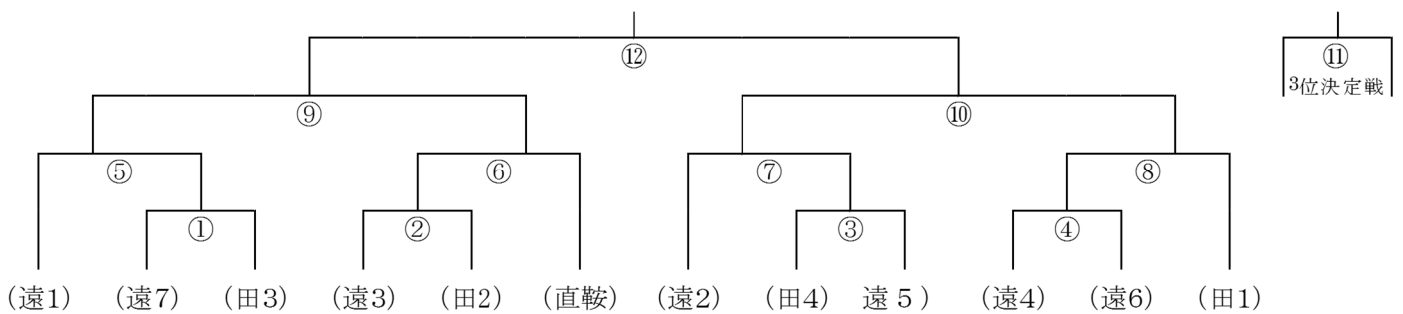 ⑫ ⑪
3位決定戦
⑨ ⑩
⑤ ⑥ ⑦ ⑧
① ② ③ ④
(遠1) (遠7) (田3) (遠3) (田2) (直鞍) (遠2) (田4) 遠5) (遠4) (遠6) (田1)